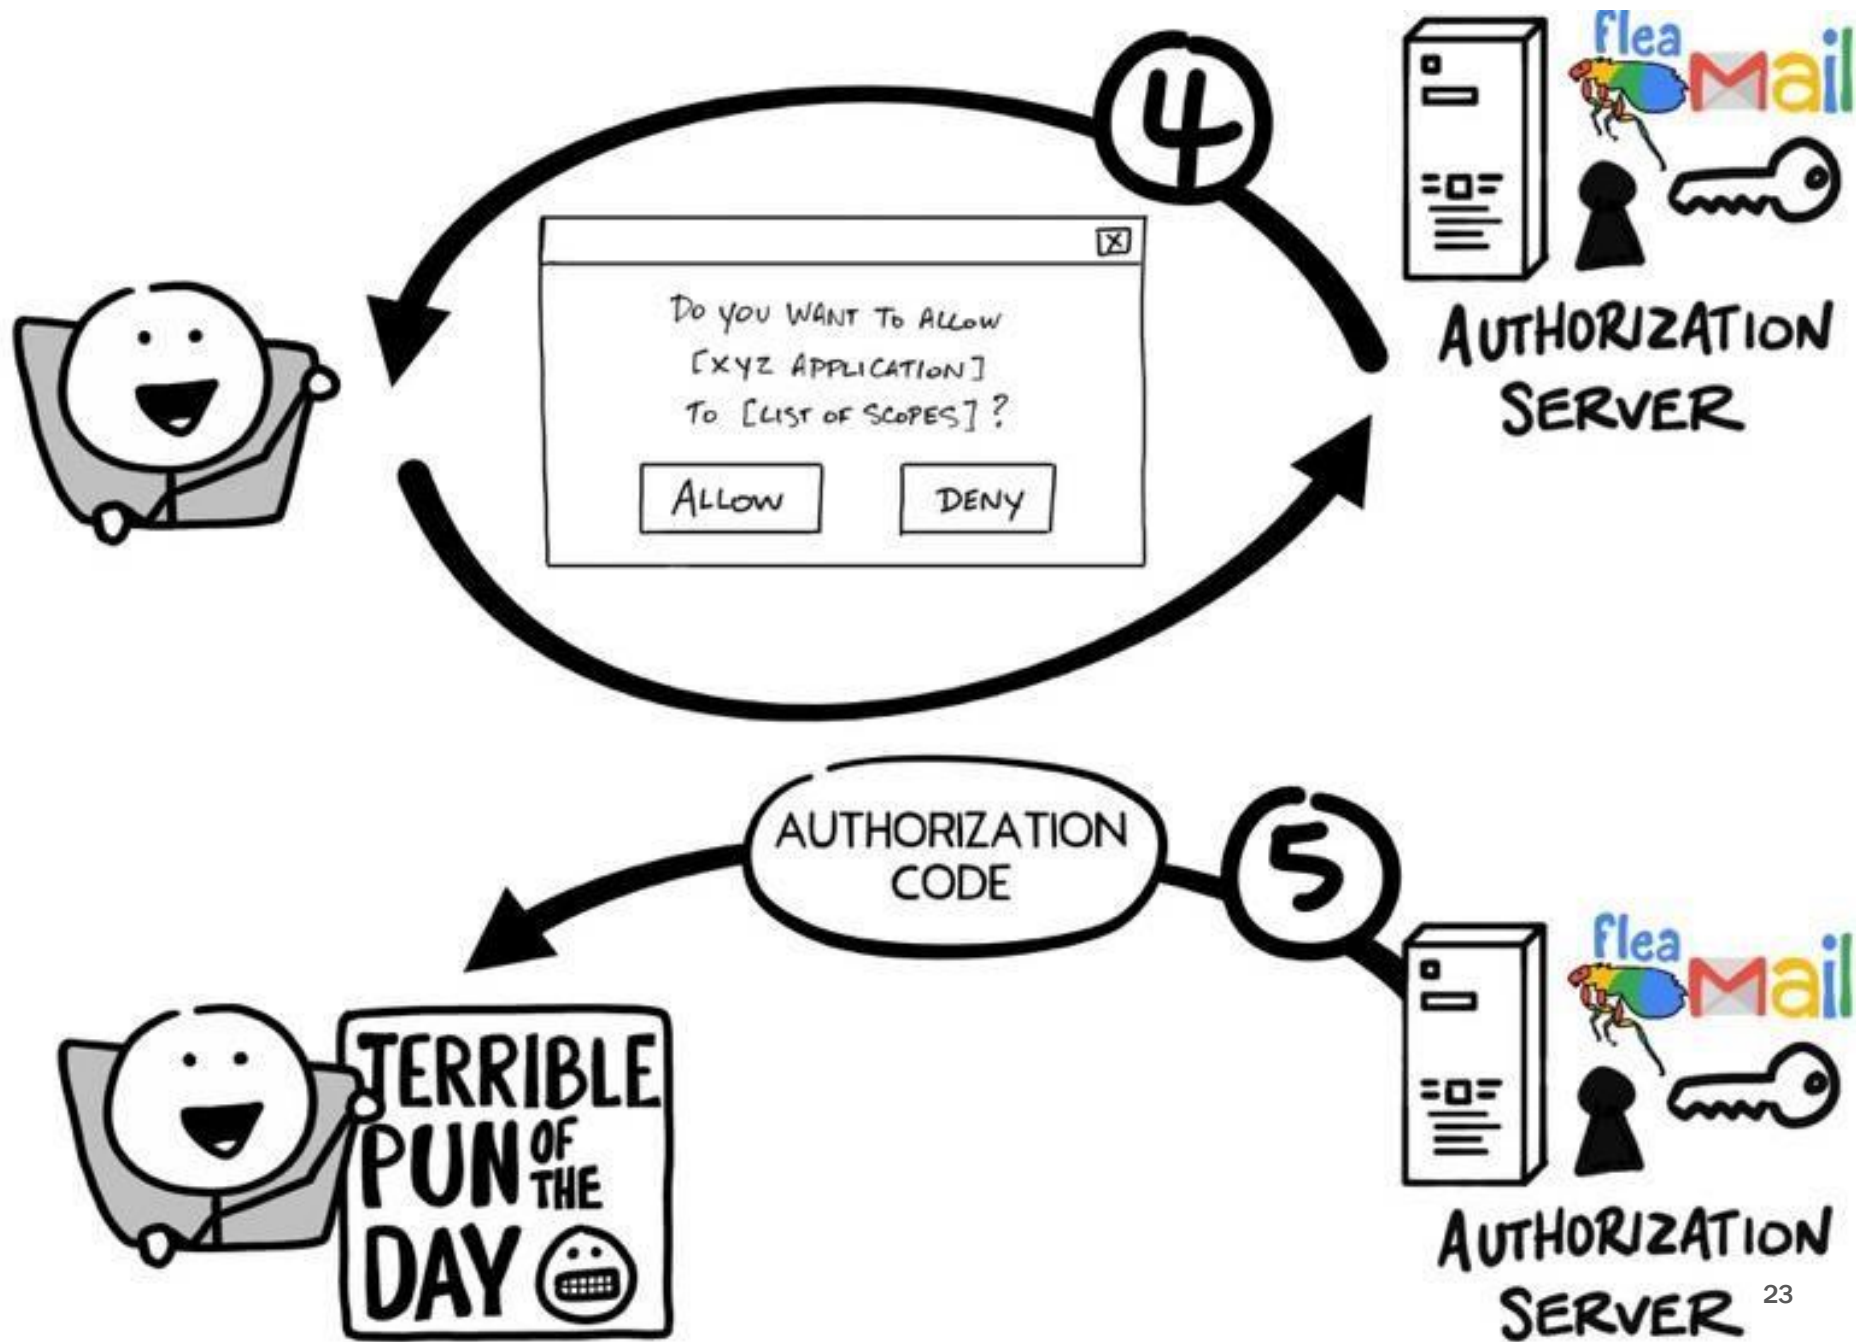 4
flea
Mail
X
DO YOU WANT TO ALLOW
[XYZ APPLICATION]
TO [LIST OF SCOPES] ?
ALLOW
DENY
AUTHORIZATION
SERVER
AUTHORIZATION
CODE
5
flea
Mail
TERRIBLE
PUN OF
THE
DAY
AUTHORIZATION
SERVER
23